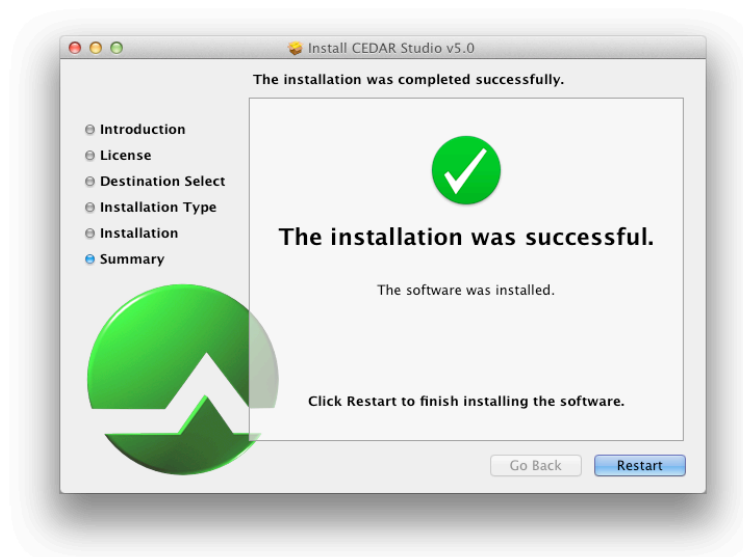 Install CEDAR Studio v5.0
The installation was completed successfully.
Introduction
License
Destination Select
Installation Type
Installation
Summary
The installation was successful.
The software was installed.
Click Restart to finish installing the software.
Go Back
Restart